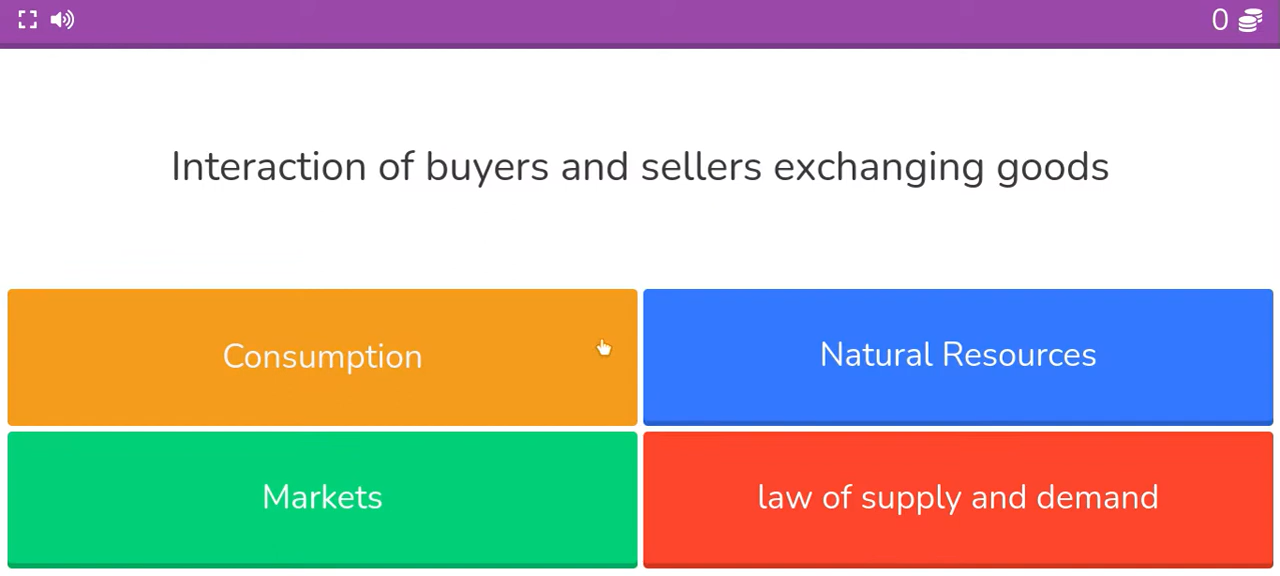 0
Interaction of buyers and sellers exchanging goods
Consumption
Natural Resources
Markets
law of supply and demand